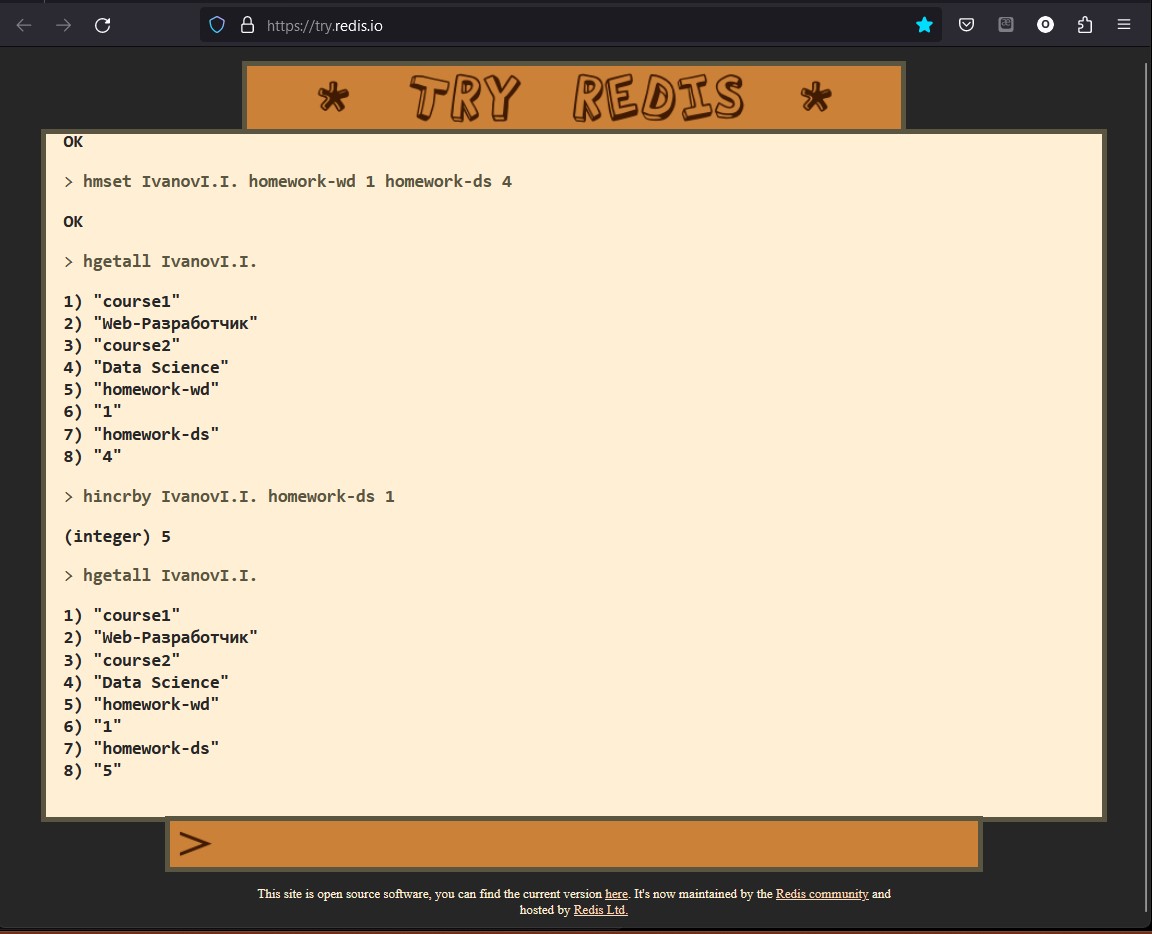 https://try.redis.io
* TRY REDIS *
OK
> hmset IvanovI.I. homework-wd 1 homework-ds 4
OK
> hgetall IvanovI.I.
1) "course1"
2) "Web-Разработчик"
3) "course2"
4) "Data Science"
5) "homework-wd"
6) "1"
7) "homework-ds"
8) "4"
> hincrby IvanovI.I. homework-ds 1
(integer) 5
> hgetall IvanovI.I.
1) "course1"
2) "Web-Разработчик"
3) "course2"
4) "Data Science"
5) "homework-wd"
6) "1"
7) "homework-ds"
8) "5"
>
This site is open source software, you can find the current version here. It's now maintained by the Redis community and
hosted by Redis Ltd.